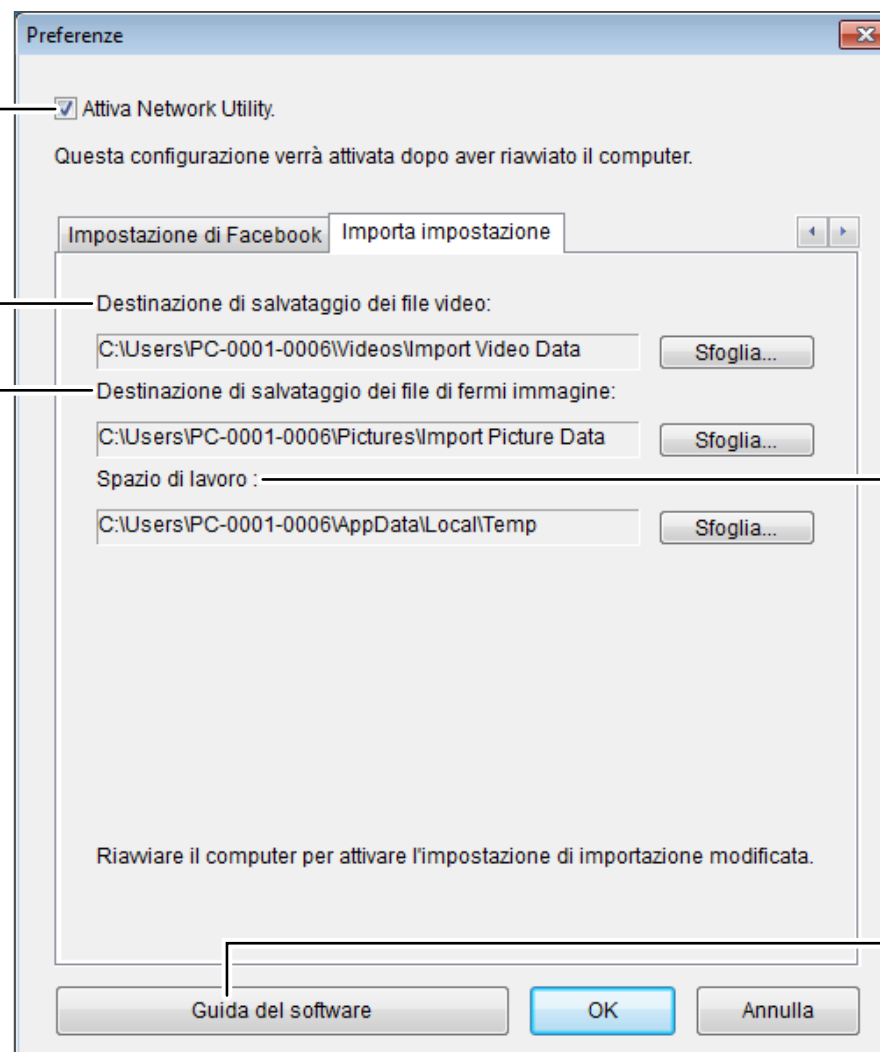 Preferenze
Attiva Network Utility.
Questa configurazione verrà attivata dopo aver riavviato il computer.
Impostazione di Facebook
Importa impostazione
Destinazione di salvataggio dei file video:
C:\Users\PC-0001-0006\Videos\Import Video Data
Sfoglia...
Destinazione di salvataggio dei file di fermi immagine:
C:\Users\PC-0001-0006\Pictures\Import Picture Data
Sfoglia...
Spazio di lavoro :
C:\Users\PC-0001-0006\AppData\Local\Temp
Sfoglia...
Riavviare il computer per attivare l'impostazione di importazione modificata.
Guida del software
OK
Annulla